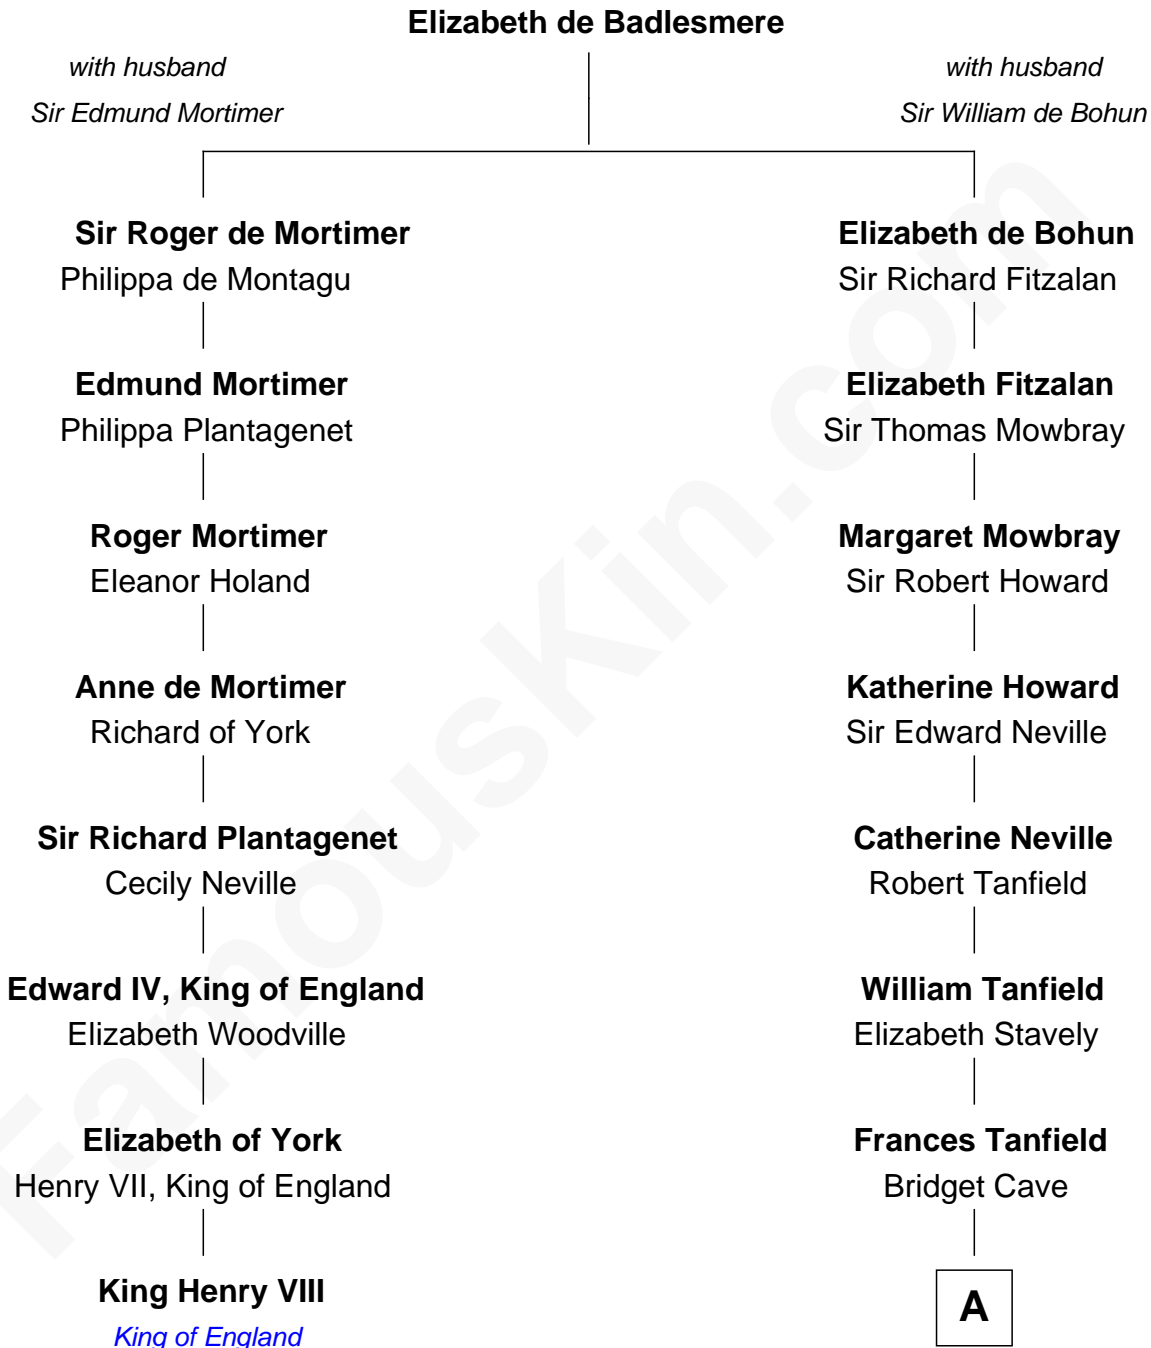 Elizabeth de Badlesmere
with husband
Sir Edmund Mortimer
with husband
Sir William de Bohun
Sir Roger de Mortimer
Philippa de Montagu
Edmund Mortimer
Philippa Plantagenet
Roger Mortimer
Eleanor Holand
Anne de Mortimer
Richard of York
Sir Richard Plantagenet
Cecily Neville
Edward IV, King of England
Elizabeth Woodville
Elizabeth of York
Henry VII, King of England
King Henry VIII
King of England
Elizabeth de Bohun
Sir Richard Fitzalan
Elizabeth Fitzalan
Sir Thomas Mowbray
Margaret Mowbray
Sir Robert Howard
Katherine Howard
Sir Edward Neville
Catherine Neville
Robert Tanfield
William Tanfield
Elizabeth Stavely
Frances Tanfield
Bridget Cave
A
FamousKin.com